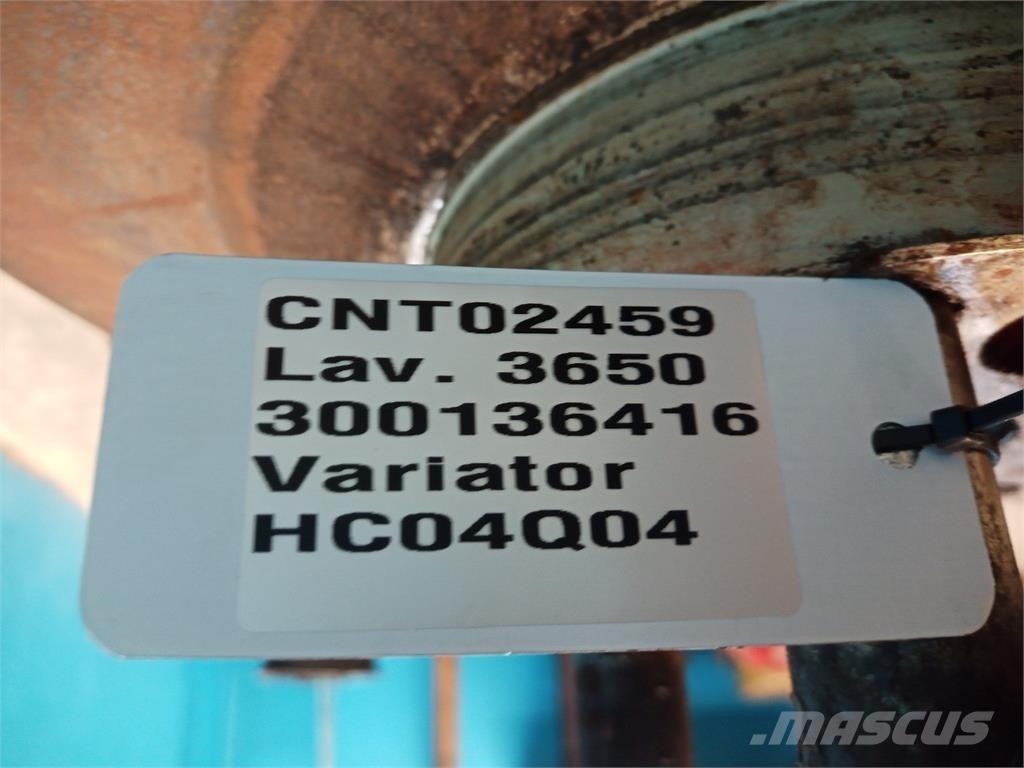 CNT02459
Lav. 3650
300136416
Variator
HC04Q04
.MASCUS